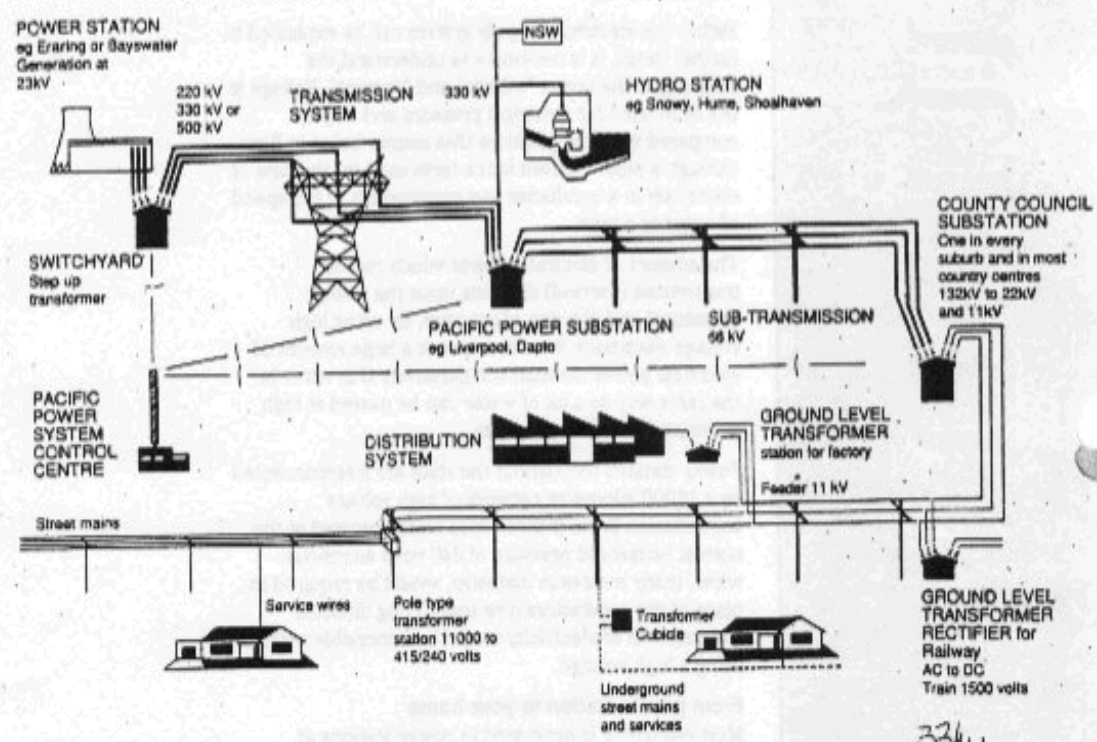 POWER STATION
eg Eraring or Bayswater
Generation at
23kV
220 kV
330 kV or
500 kV
TRANSMISSION
SYSTEM
330 kV
NSW
HYDRO STATION
eg Snowy, Hume, Shoalhaven
COUNTY COUNCIL
SUBSTATION
One in every
suburb and in most
country centres
132kV to 22kV
and 11kV
SWITCHYARD
Step up
transformer
PACIFIC POWER SUBSTATION
eg Liverpool, Dapto
SUB-TRANSMISSION
66 kV
PACIFIC
POWER
SYSTEM
CONTROL
CENTRE
DISTRIBUTION
SYSTEM
GROUND LEVEL
TRANSFORMER
station for factory
Feeder 11 kV
Street mains
Service wires
Pole type
transformer
station 11000 to
415/240 volts
Transformer
Cubicle
Underground
street mains
and services
GROUND LEVEL
TRANSFORMER
RECTIFIER for
Railway
AC to DC
Train 1500 volts